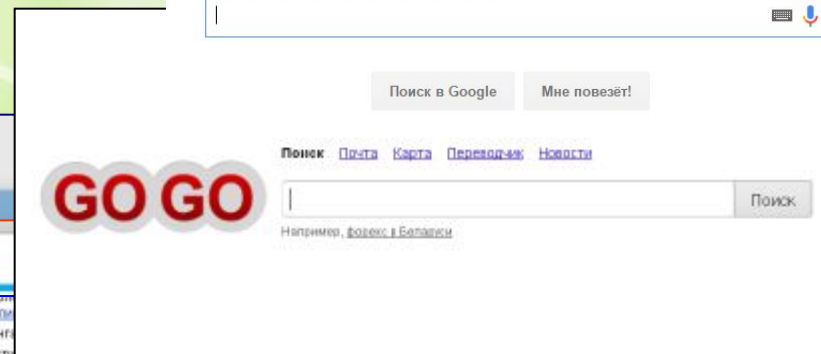 Поиск в Google Мне повезёт!
Поиск Почта Карта Переводчик Новости
GO GO
Поиск
Например, форекс в Беларуси